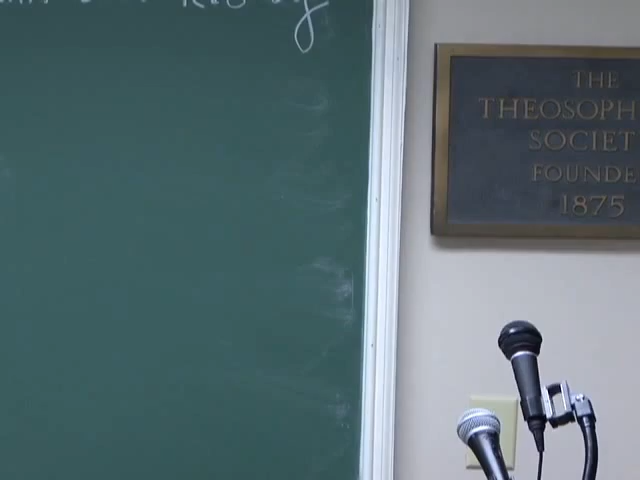 THE
THEOSOPH
SOCIET
FOUNDE
1875